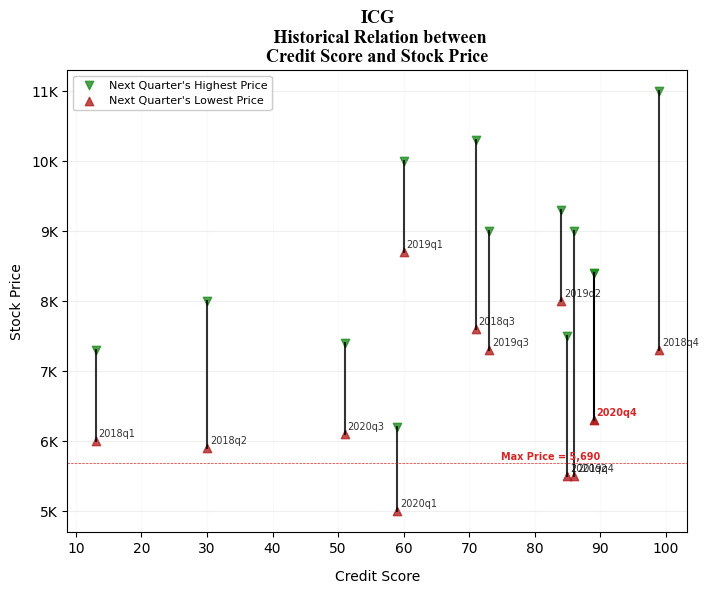 ICG
Historical Relation between
Credit Score and Stock Price
Next Quarter's Highest Price
Next Quarter's Lowest Price
11K
10K
9K
8K
7K
6K
5K
Stock Price
2018q1
2018q2
2020q3
2020q1
2019q1
2018q3
2019q3
2019q2
2018q4
2020q4
Max Price = 5,690
10
20
30
40
50
60
70
80
90
100
Credit Score